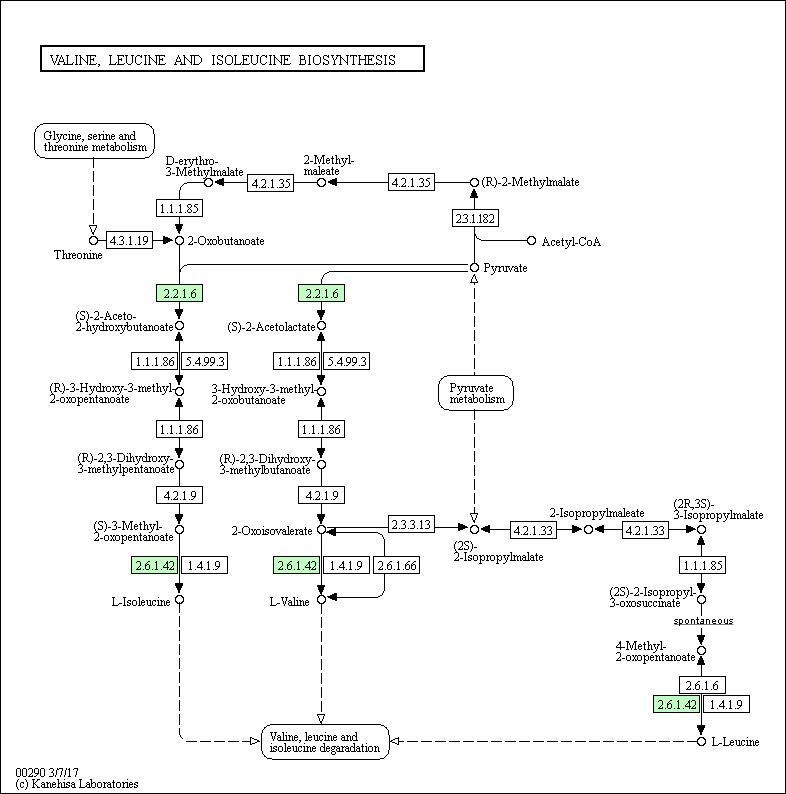 VALINE, LEUCINE AND ISOLEUCINE BIOSYNTHESIS
Glycine, serine and
threonine metabolism
D-erythro-
3-Methylmalate
4.2.1.35
2-Methyl-
maleate
4.2.1.35
(R)-2-Methylmalate
1.1.1.85
2.3.1.182
Threonine
4.3.1.19
2-Oxobutanoate
Acetyl-CoA
Pyruvate
2.2.1.6
2.2.1.6
(S)-2-Aceto-
2-hydroxybutanoate
(S)-2-Acetolactate
1.1.1.86
5.4.99.3
1.1.1.86
5.4.99.3
(R)-3-Hydroxy-3-methyl-
2-oxopentanoate
3-Hydroxy-3-methyl-
2-oxobutanoate
Pyruvate
metabolism
1.1.1.86
1.1.1.86
(R)-2,3-Dihydroxy-
3-methylpentanoate
(R)-2,3-Dihydroxy-
3-methylbutanoate
4.2.1.9
4.2.1.9
(S)-3-Methyl-
2-oxopentanoate
2-Oxoisovalerate
2.3.3.13
(2S)-
2-Isopropylmalate
4.2.1.33
2-Isopropylmaleate
4.2.1.33
(2R,3S)-
3-Isopropylmalate
2.6.1.42
1.4.1.9
2.6.1.42
1.4.1.9
2.6.1.66
1.1.1.85
L-Isoleucine
L-Valine
(2S)-2-Isopropyl-
3-oxosuccinate
spontaneous
4-Methyl-
2-oxopentanoate
2.6.1.6
2.6.1.42
1.4.1.9
Valine, leucine and
isoleucine degaradation
L-Leucine
00290 3/7/17
(c) Kanehisa Laboratories